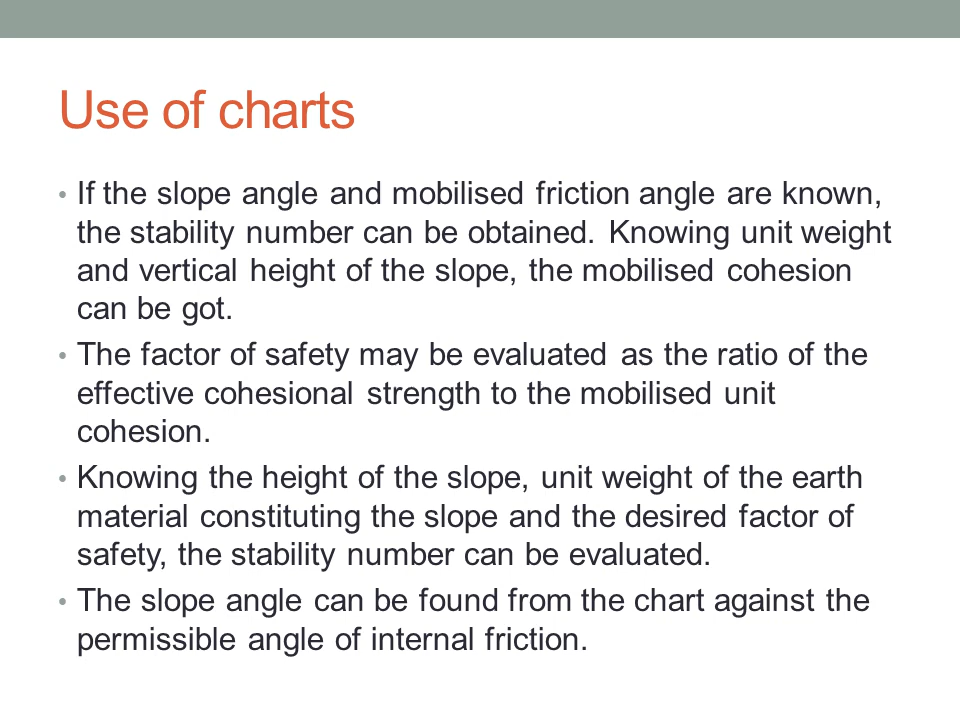 Use of charts
• If the slope angle and mobilised friction angle are known,
the stability number can be obtained. Knowing unit weight
and vertical height of the slope, the mobilised cohesion
can be got.
• The factor of safety may be evaluated as the ratio of the
effective cohesional strength to the mobilised unit
cohesion.
• Knowing the height of the slope, unit weight of the earth
material constituting the slope and the desired factor of
safety, the stability number can be evaluated.
• The slope angle can be found from the chart against the
permissible angle of internal friction.